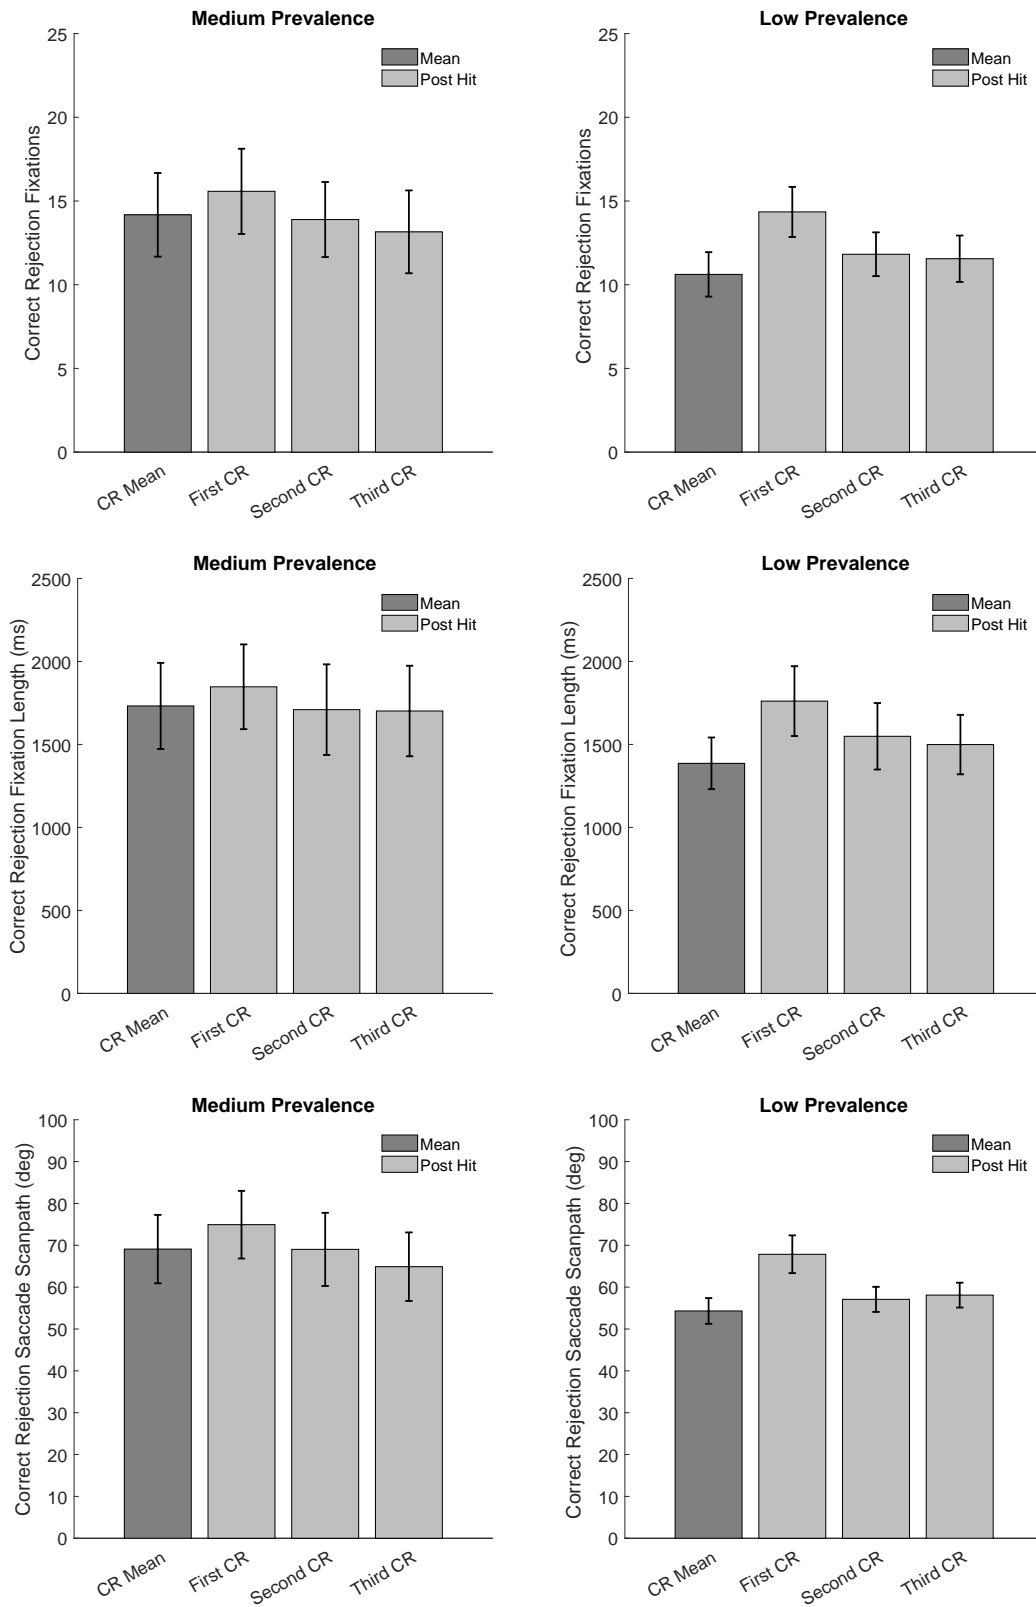 Medium Prevalence
25
20
15
10
5
0
Correct Rejection Fixations
Mean
Post Hit
CR Mean
First CR
Second CR
Third CR
Low Prevalence
25
20
15
10
5
0
Correct Rejection Fixations
Mean
Post Hit
CR Mean
First CR
Second CR
Third CR
Medium Prevalence
2500
2000
1500
1000
500
0
Correct Rejection Fixation Length (ms)
Mean
Post Hit
CR Mean
First CR
Second CR
Third CR
Low Prevalence
2500
2000
1500
1000
500
0
Correct Rejection Fixation Length (ms)
Mean
Post Hit
CR Mean
First CR
Second CR
Third CR
Medium Prevalence
100
90
80
70
60
50
40
30
20
10
0
Correct Rejection Saccade Scanpath (deg)
Mean
Post Hit
CR Mean
First CR
Second CR
Third CR
Low Prevalence
100
90
80
70
60
50
40
30
20
10
0
Correct Rejection Saccade Scanpath (deg)
Mean
Post Hit
CR Mean
First CR
Second CR
Third CR